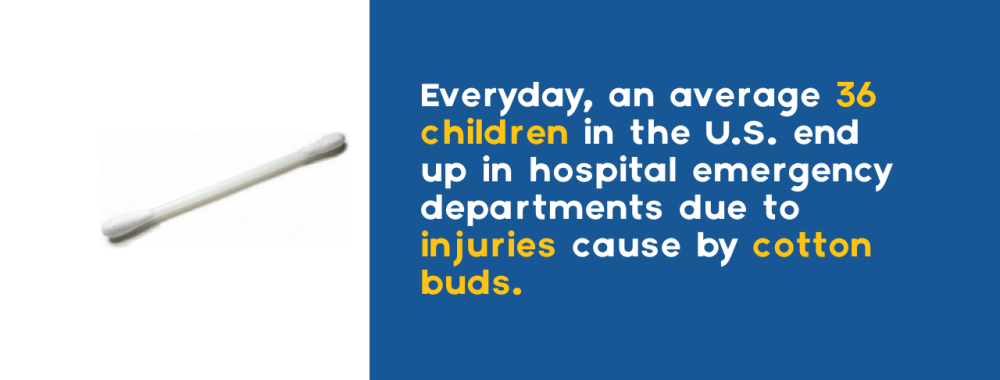 Everyday, an average 36
children in the U.S. end
up in hospital emergency
departments due to
injuries cause by cotton
buds.